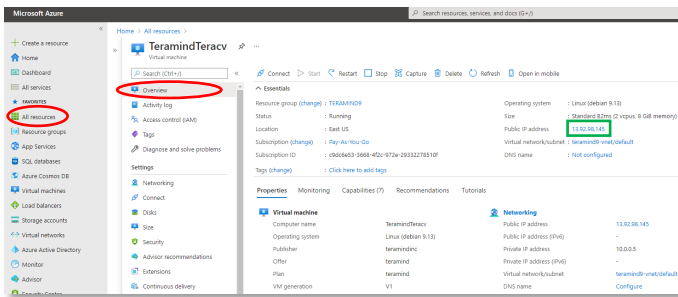 Microsoft Azure
Search resources, services, and docs (G+/)
Home > All resources >
Create a resource
Home
Dashboard
All services
FAVORITES
All resources
Resource groups
App Services
SQL databases
Azure Cosmos DB
Virtual machines
Load balancers
Storage accounts
Virtual networks
Azure Active Directory
Monitor
Advisor
Security Center
TeramindTeracv
Virtual machine
Search (Ctrl+/)
Overview
Activity log
Access control (IAM)
Tags
Diagnose and solve problems
Settings
Networking
Connect
Disks
Size
Security
Advisor recommendations
Extensions
Continuous delivery
Connect Start Restart Stop Capture Delete Refresh Open in mobile
Essentials
Resource group (change) : TERAMIND9
Status : Running
Location : East US
Subscription (change) : Pay-As-You-Go
Subscription ID : c9dc6e53-3668-4f2c-972e-29332278510f
Tags (change) : Click here to add tags
Operating system : Linux (debian 9.13)
Size : Standard B2ms (2 vcpus, 8 GiB memory)
Public IP address : 13.92.98.145
Virtual network/subnet : teramind9-vnet/default
DNS name : Not configured
Properties Monitoring Capabilities (7) Recommendations Tutorials
Virtual machine
Computer name TeramindTeracv
Operating system Linux (debian 9.13)
Publisher teramindinc
Offer teramind
Plan teramind
VM generation V1
Networking
Public IP address 13.92.98.145
Public IP address (IPv6) -
Private IP address 10.0.0.5
Private IP address (IPv6) -
Virtual network/subnet teramind9-vnet/default
DNS name Configure